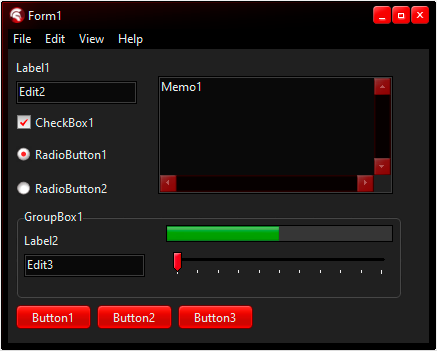 Form1
File Edit View Help
Label1
Edit2
Memo1
CheckBox1
RadioButton1
RadioButton2
GroupBox1
Label2
Edit3
Button1 Button2 Button3